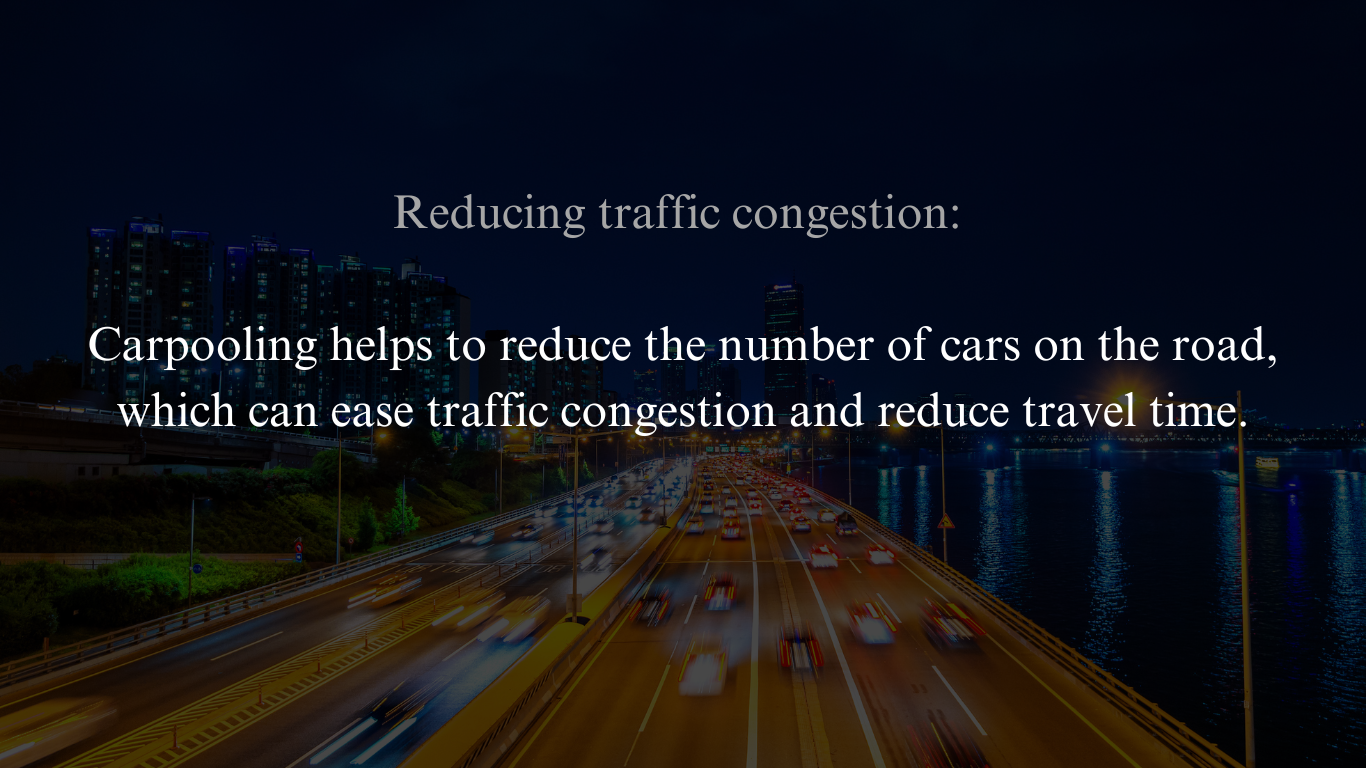 Reducing traffic congestion:
Carpooling helps to reduce the number of cars on the road,
which can ease traffic congestion and reduce travel time.